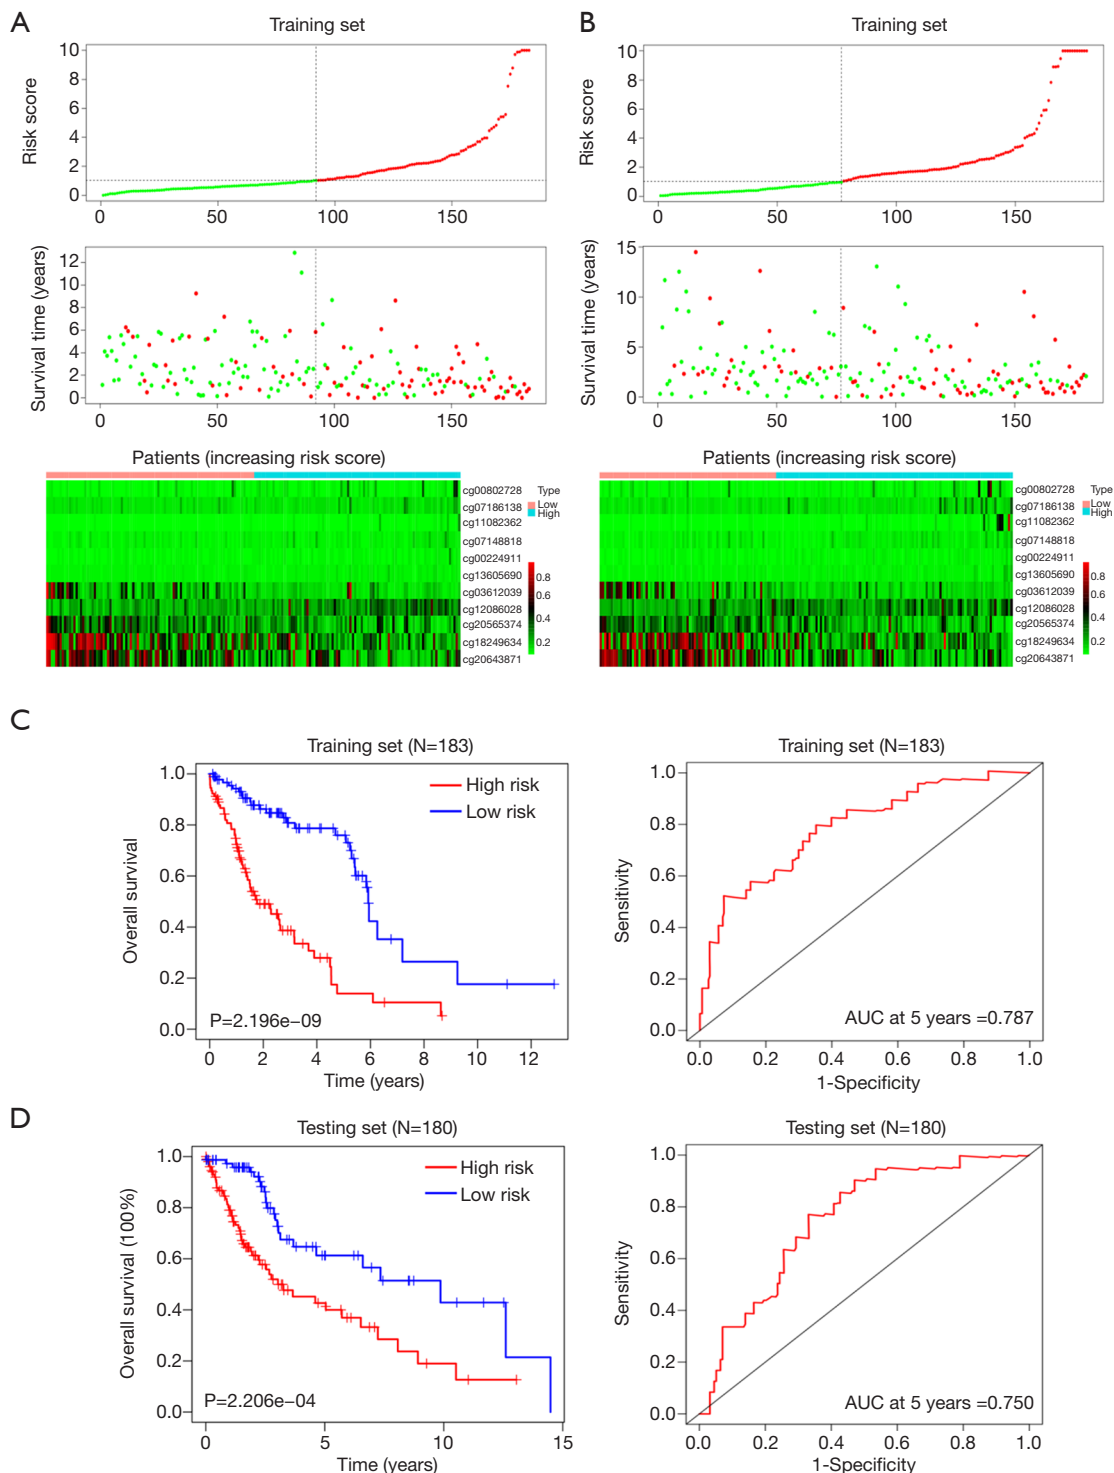 A
Training set
Risk score
10
8
6
4
2
0
0 50 100 150
Survival time (years)
12
10
8
6
4
2
0
0 50 100 150
Patients (increasing risk score)
cg00802728
cg07186138
cg11082362
cg07148818
cg00224911
cg13605690
cg03612039
cg12086028
cg20565374
cg18249634
cg20643871
Type
Low
High
0.8
0.6
0.4
0.2
B
Training set
Risk score
10
8
6
4
2
0
0 50 100 150
Survival time (years)
15
10
5
0
0 50 100 150
Patients (increasing risk score)
cg00802728
cg07186138
cg11082362
cg07148818
cg00224911
cg13605690
cg03612039
cg12086028
cg20565374
cg18249634
cg20643871
Type
Low
High
0.8
0.6
0.4
0.2
C
Training set (N=183)
Overall survival
1.0
0.8
0.6
0.4
0.2
0.0
High risk
Low risk
P=2.196e−09
0 2 4 6 8 10 12
Time (years)
Training set (N=183)
Sensitivity
1.0
0.8
0.6
0.4
0.2
0.0
AUC at 5 years =0.787
0.0 0.2 0.4 0.6 0.8 1.0
1-Specificity
D
Testing set (N=180)
Overall survival (100%)
1.0
0.8
0.6
0.4
0.2
0.0
High risk
Low risk
P=2.206e−04
0 5 10 15
Time (years)
Testing set (N=180)
Sensitivity
1.0
0.8
0.6
0.4
0.2
0.0
AUC at 5 years =0.750
0.0 0.2 0.4 0.6 0.8 1.0
1-Specificity